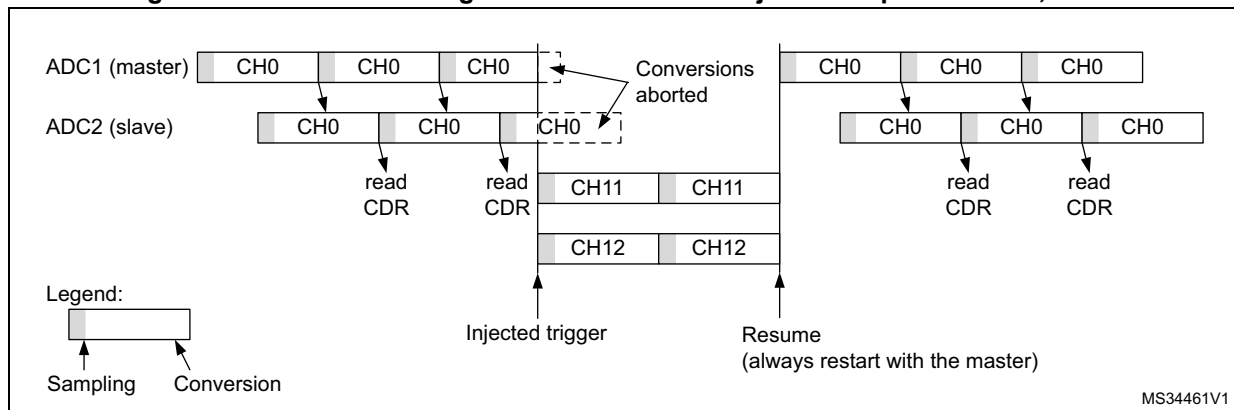 ADC1 (master) CH0 CH0 CH0 Conversions aborted CH0 CH0 CH0
ADC2 (slave) CH0 CH0 CH0 CH0 CH0 CH0
read CDR read CDR read CDR read CDR
CH11 CH11
CH12 CH12
Legend:
Injected trigger
Resume
(always restart with the master)
Sampling Conversion
MS34461V1